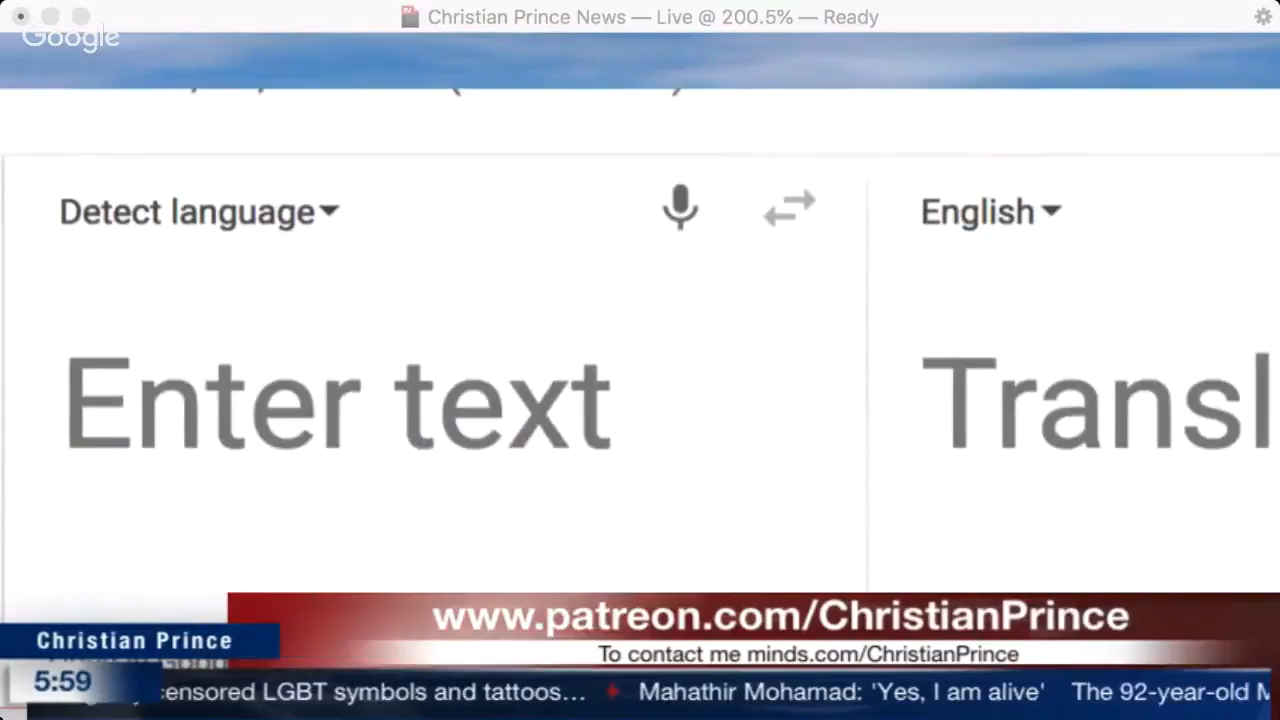 Christian Prince News — Live @ 200.5% — Ready
Google
Detect language
English
Enter text
Transl
www.patreon.com/ChristianPrince
To contact me minds.com/ChristianPrince
Christian Prince
5:59
censored LGBT symbols and tattoos... Mahathir Mohamad: 'Yes, I am alive' The 92-year-old M